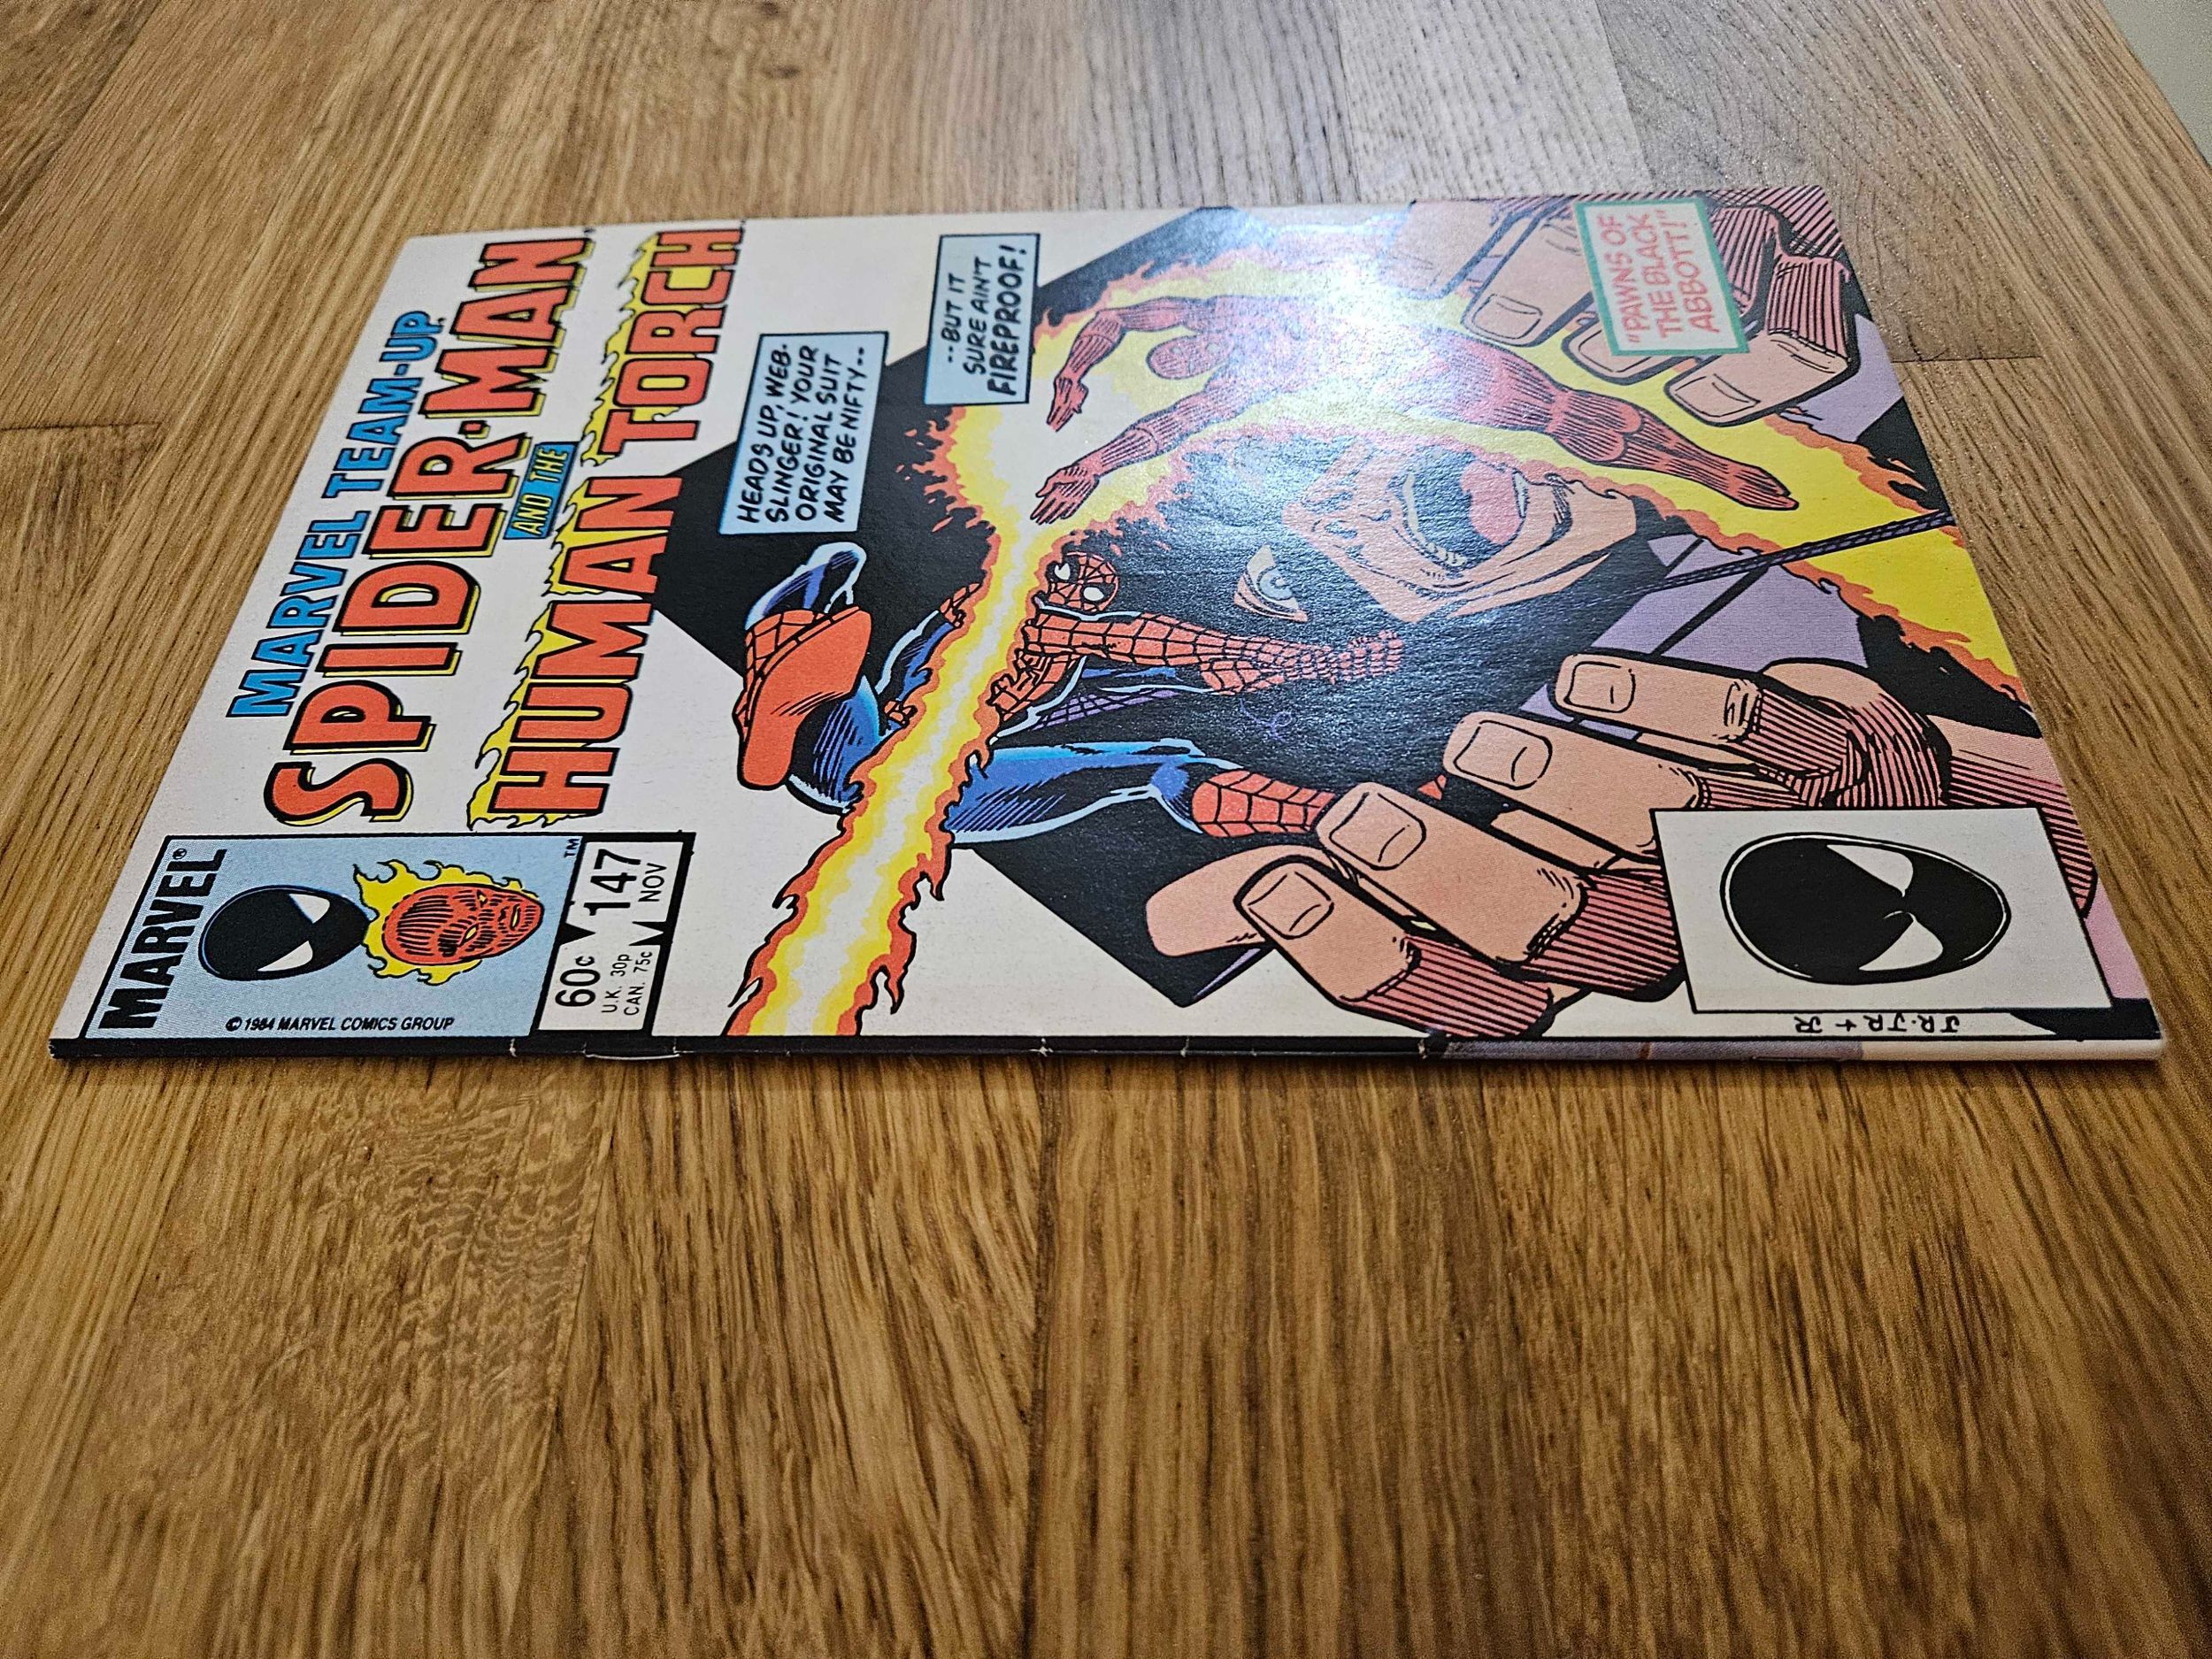 MARVEL®
MARVEL TEAM-UP,
SPIDER-MAN
AND THE
HUMAN TORCH
TM
© 1984 MARVEL COMICS GROUP
60¢
147
U.K. 30p
CAN. 75¢
NOV
HEADS UP, WEB-
SLINGER! YOUR
ORIGINAL SUIT
MAY BE NIFTY--
--BUT IT
SURE AIN'T
FIREPROOF!
"PAWNS OF
THE BLACK
ABBOTT!"
J.R. JR + R